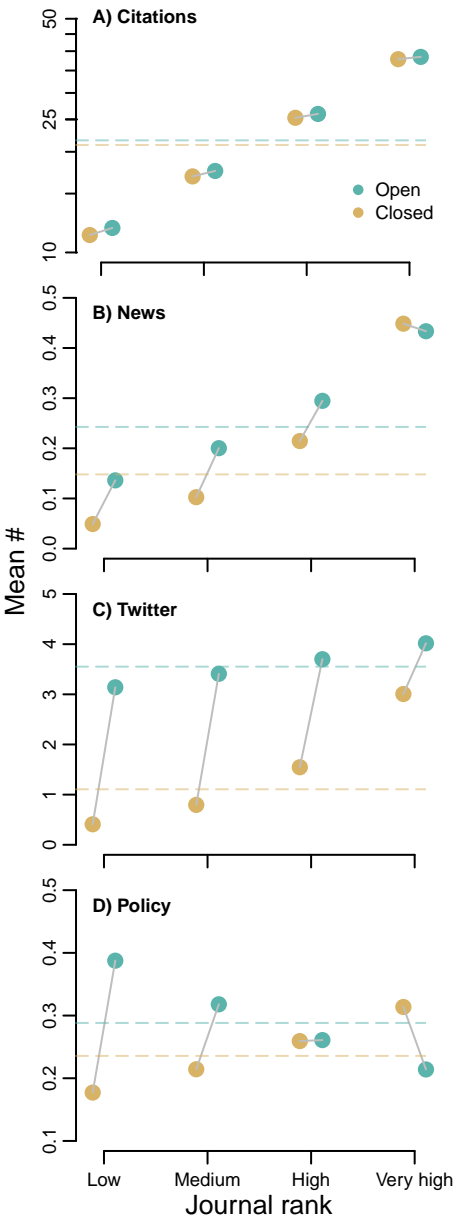 A) Citations
50
25
10
Open
Closed
B) News
0.5
0.4
0.3
0.2
0.1
0.0
Mean #
C) Twitter
5
4
3
2
1
0
D) Policy
0.5
0.4
0.3
0.2
0.1
Low Medium High Very high
Journal rank